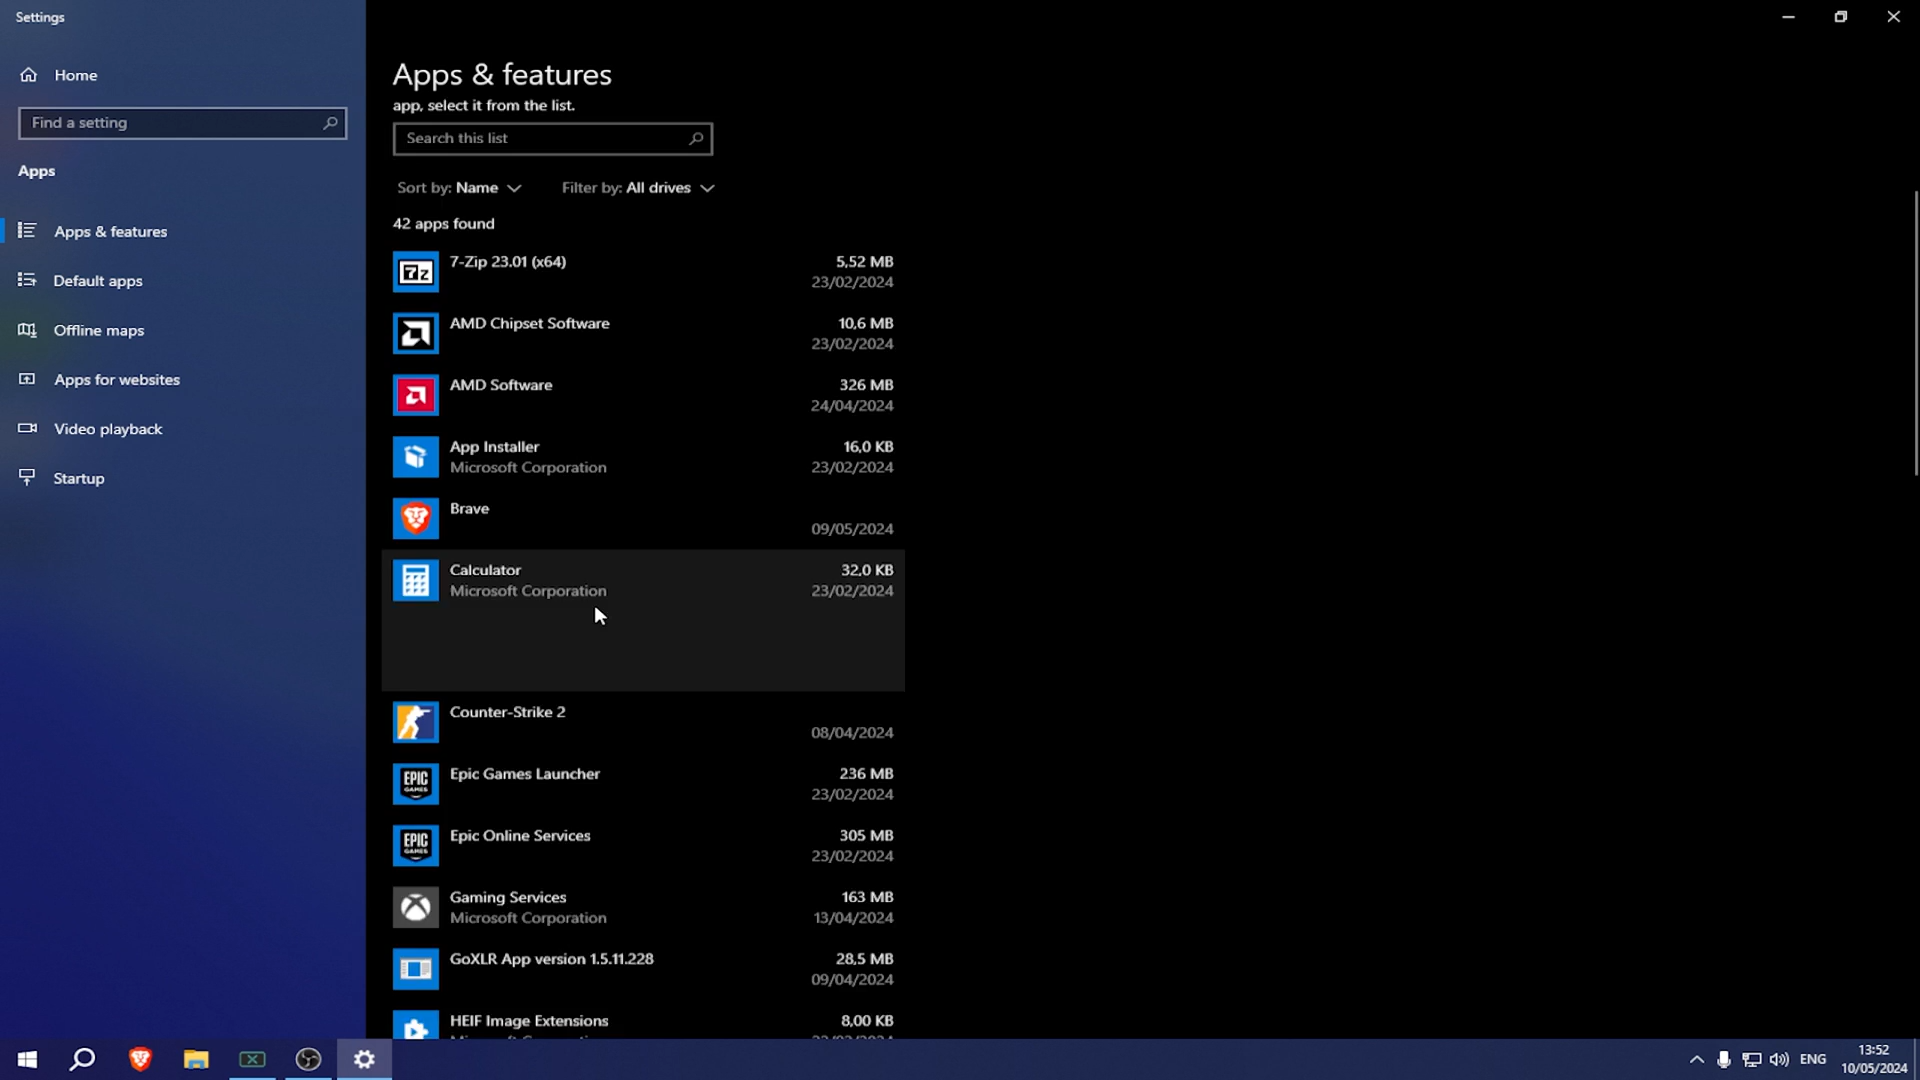 Settings
Home
Find a setting
Apps
Apps & features
Default apps
Offline maps
Apps for websites
Video playback
Startup
Apps & features
app, select it from the list.
Search this list
Sort by: Name
Filter by: All drives
42 apps found
7z
7-Zip 23.01 (x64)
5,52 MB
23/02/2024
AMD Chipset Software
10,6 MB
23/02/2024
AMD Software
326 MB
24/04/2024
App Installer
16,0 KB
Microsoft Corporation
23/02/2024
Brave
09/05/2024
Calculator
32,0 KB
Microsoft Corporation
23/02/2024
Counter-Strike 2
08/04/2024
EPIC
GAMES
Epic Games Launcher
236 MB
23/02/2024
EPIC
GAMES
Epic Online Services
305 MB
23/02/2024
Gaming Services
163 MB
Microsoft Corporation
13/04/2024
GoXLR App version 1.5.11.228
28,5 MB
09/04/2024
HEIF Image Extensions
8,00 KB
ENG
13:52
10/05/2024